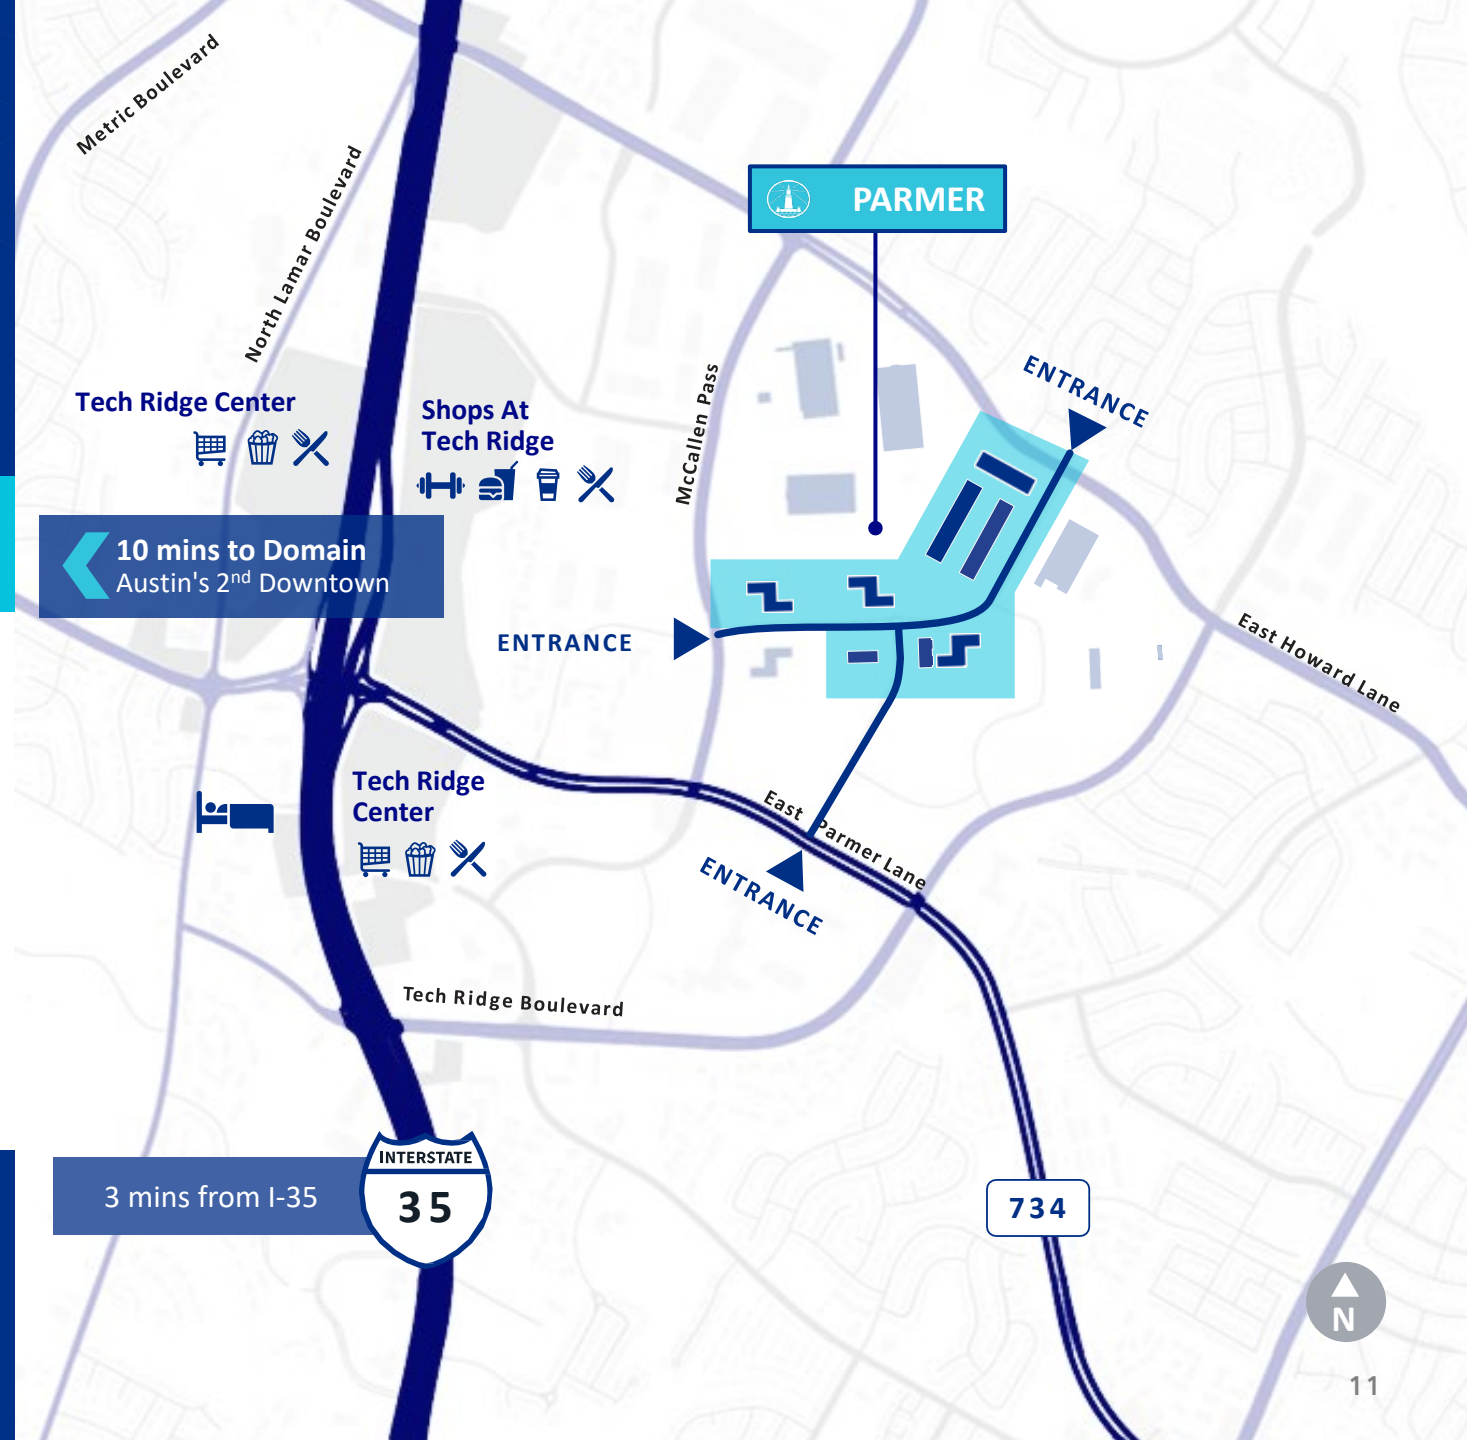 Metric Boulevard
North Lamar Boulevard
PARMER
ENTRANCE
McCallen Pass
Tech Ridge Center
Shops At
Tech Ridge
10 mins to Domain
Austin's 2nd Downtown
ENTRANCE
East Howard Lane
Tech Ridge
Center
East Parmer Lane
ENTRANCE
Tech Ridge Boulevard
INTERSTATE
35
3 mins from I-35
734
N
11